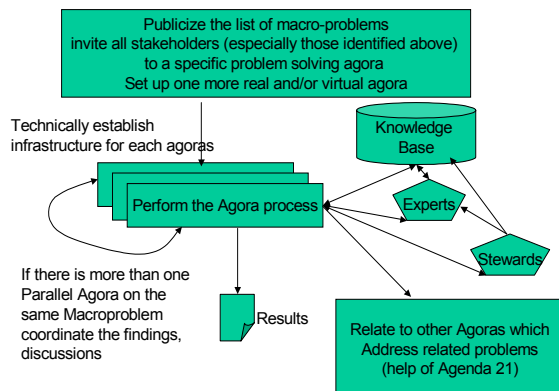 Publicize the list of macro-problems
invite all stakeholders (especially those identified above)
to a specific problem solving agora
Set up one more real and/or virtual agora
Technically establish
infrastructure for each agoras
Knowledge
Base
Perform the Agora process
Experts
Stewards
If there is more than one
Parallel Agora on the
same Macroproblem
coordinate the findings,
discussions
Results
Relate to other Agoras which
Address related problems
(help of Agenda 21)